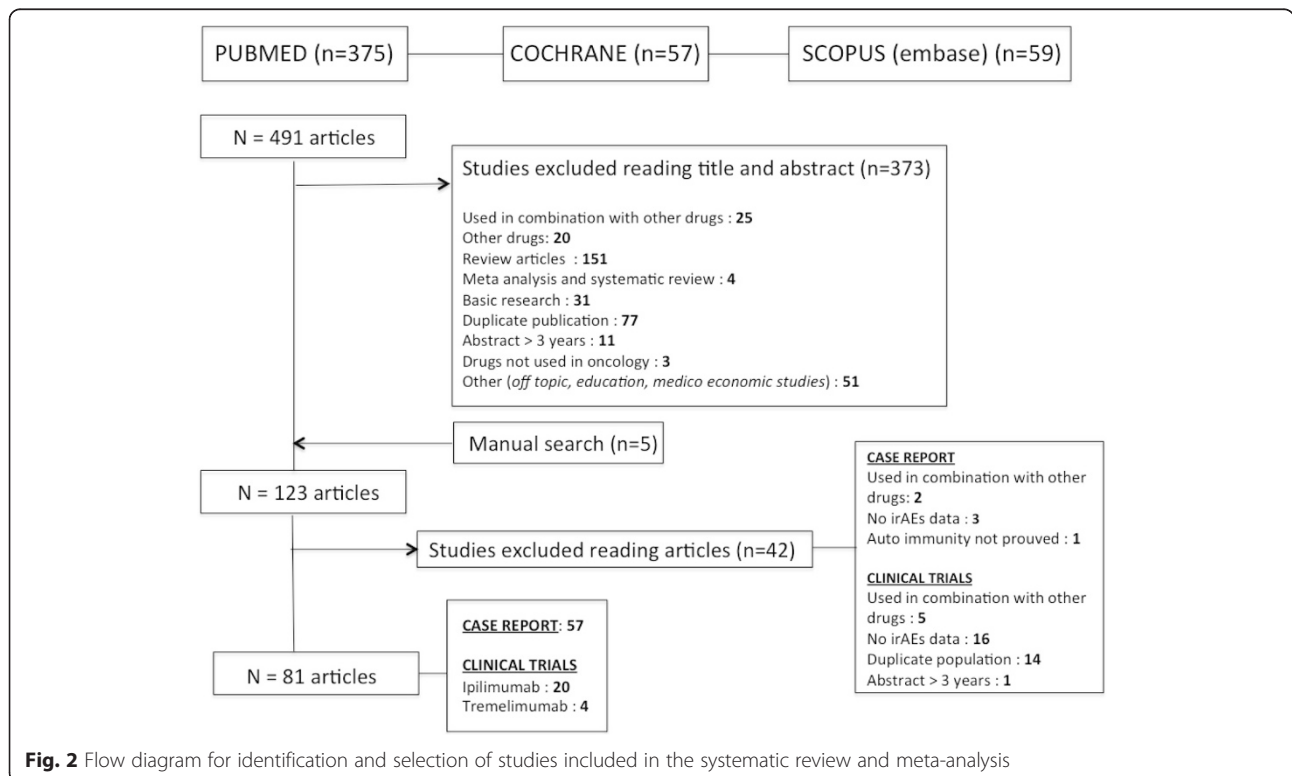 PUBMED (n=375)
COCHRANE (n=57)
SCOPUS (embase) (n=59)
N = 491 articles
Studies excluded reading title and abstract (n=373)
Used in combination with other drugs : 25
Other drugs: 20
Review articles : 151
Meta analysis and systematic review : 4
Basic research : 31
Duplicate publication : 77
Abstract > 3 years : 11
Drugs not used in oncology : 3
Other (off topic, education, medico economic studies) : 51
Manual search (n=5)
N = 123 articles
Studies excluded reading articles (n=42)
CASE REPORT
Used in combination with other
drugs: 2
No irAEs data : 3
Auto immunity not prouved : 1
CLINICAL TRIALS
Used in combination with other
drugs : 5
No irAEs data : 16
Duplicate population : 14
Abstract > 3 years : 1
N = 81 articles
CASE REPORT: 57
CLINICAL TRIALS
Ipilimumab : 20
Tremelimumab : 4
Fig. 2 Flow diagram for identification and selection of studies included in the systematic review and meta-analysis